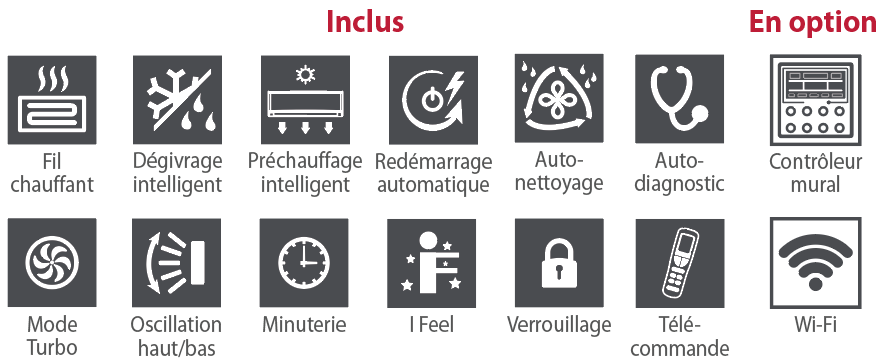 Inclus
En option
Fil
chauffant
Dégivrage
intelligent
Préchauffage
intelligent
Redémarrage
automatique
Auto-
nettoyage
Auto-
diagnostic
Contrôleur
mural
Mode
Turbo
Oscillation
haut/bas
Minuterie
I Feel
Verrouillage
Télé-
commande
Wi-Fi